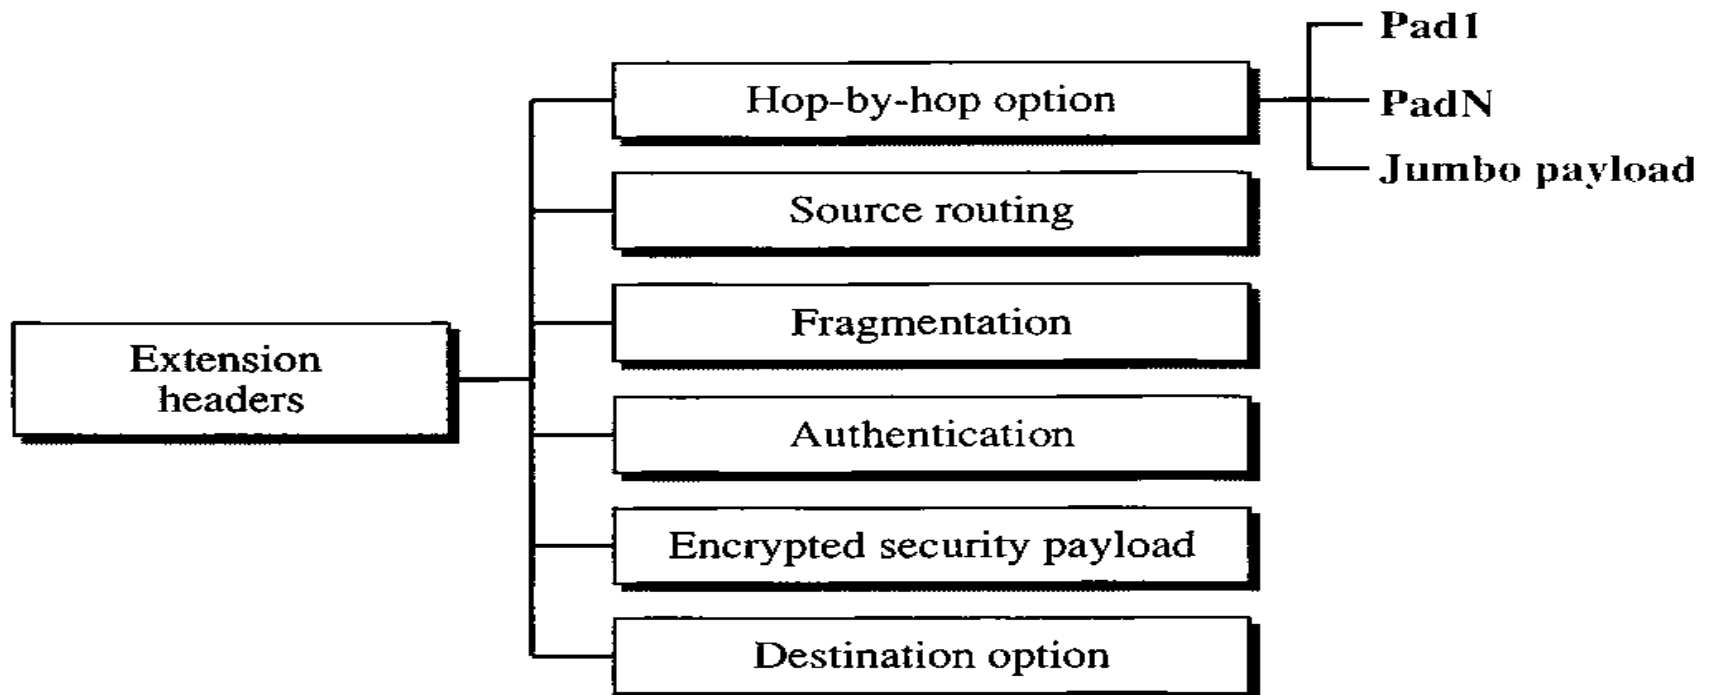 Pad1
Hop-by-hop option
PadN
Jumbo payload
Source routing
Fragmentation
Extension
headers
Authentication
Encrypted security payload
Destination option